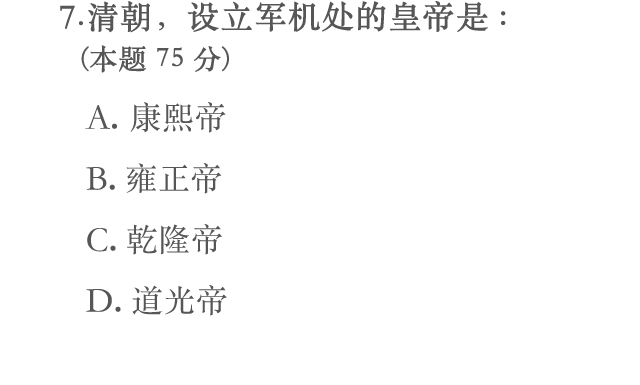 7.清朝，设立军机处的皇帝是：
（本题 75 分）
A. 康熙帝
B. 雍正帝
C. 乾隆帝
D. 道光帝